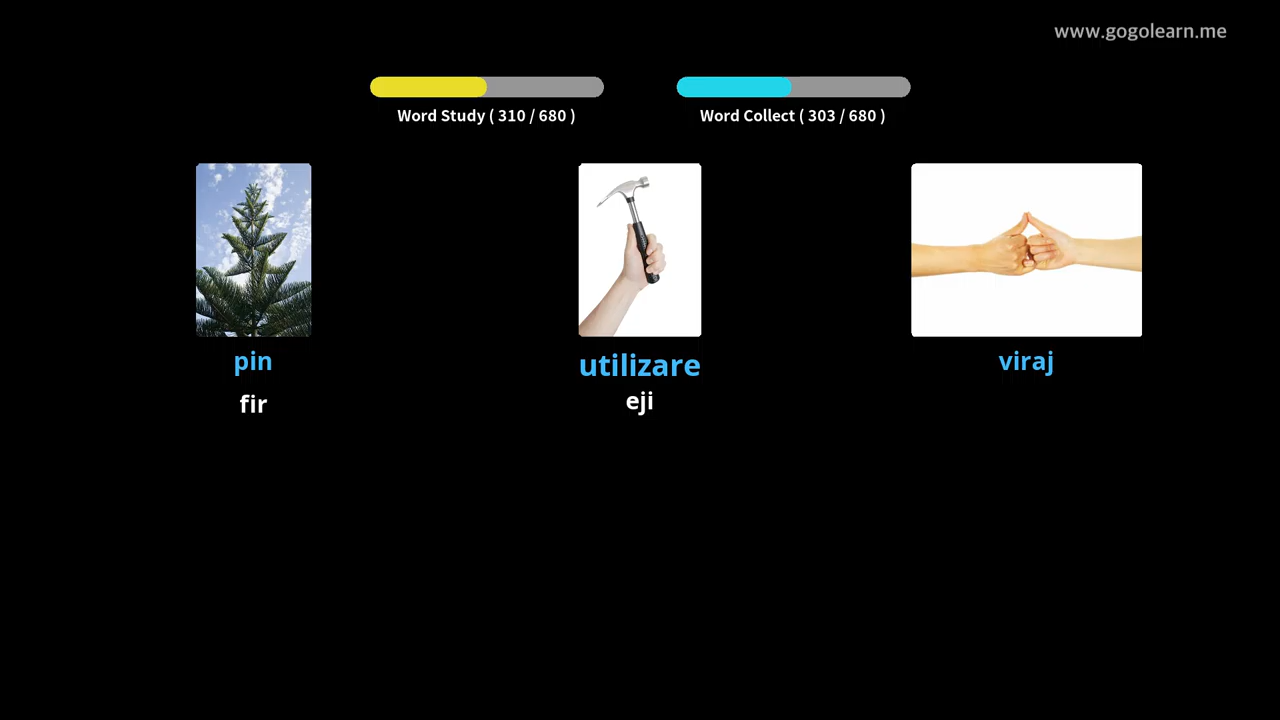 www.gogolearn.me
Word Study ( 310 / 680 )
Word Collect ( 303 / 680 )
pin
utilizare
viraj
fir
eji